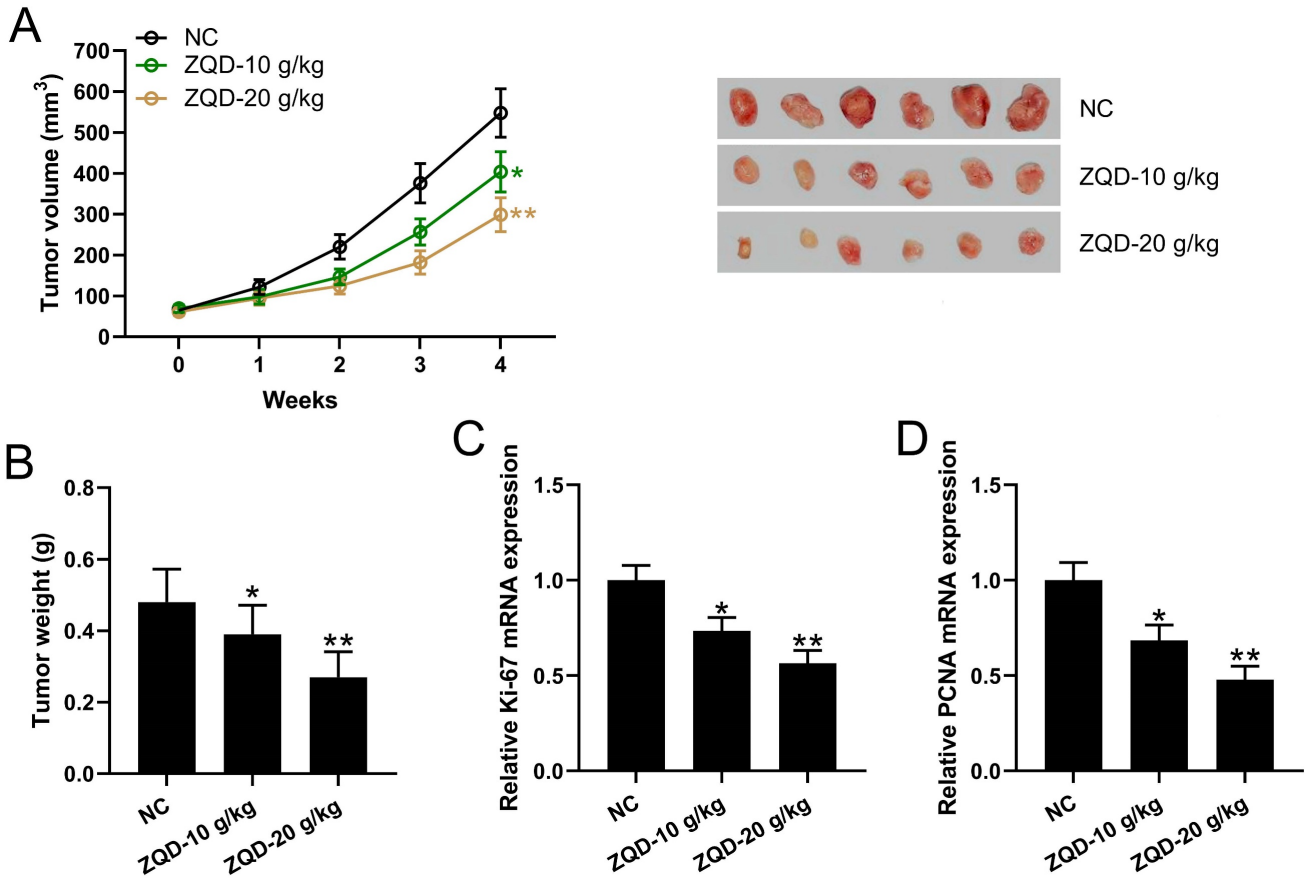 A
NC
ZQD-10 g/kg
ZQD-20 g/kg
Tumor volume (mm³)
700
600
500
400
300
200
100
0
*
**
0 1 2 3 4
Weeks
NC
ZQD-10 g/kg
ZQD-20 g/kg
B
Tumor weight (g)
0.8
0.6
0.4
0.2
0.0
*
**
NC
ZQD-10 g/kg
ZQD-20 g/kg
C
Relative Ki-67 mRNA expression
1.5
1.0
0.5
0.0
*
**
NC
ZQD-10 g/kg
ZQD-20 g/kg
D
Relative PCNA mRNA expression
1.5
1.0
0.5
0.0
*
**
NC
ZQD-10 g/kg
ZQD-20 g/kg